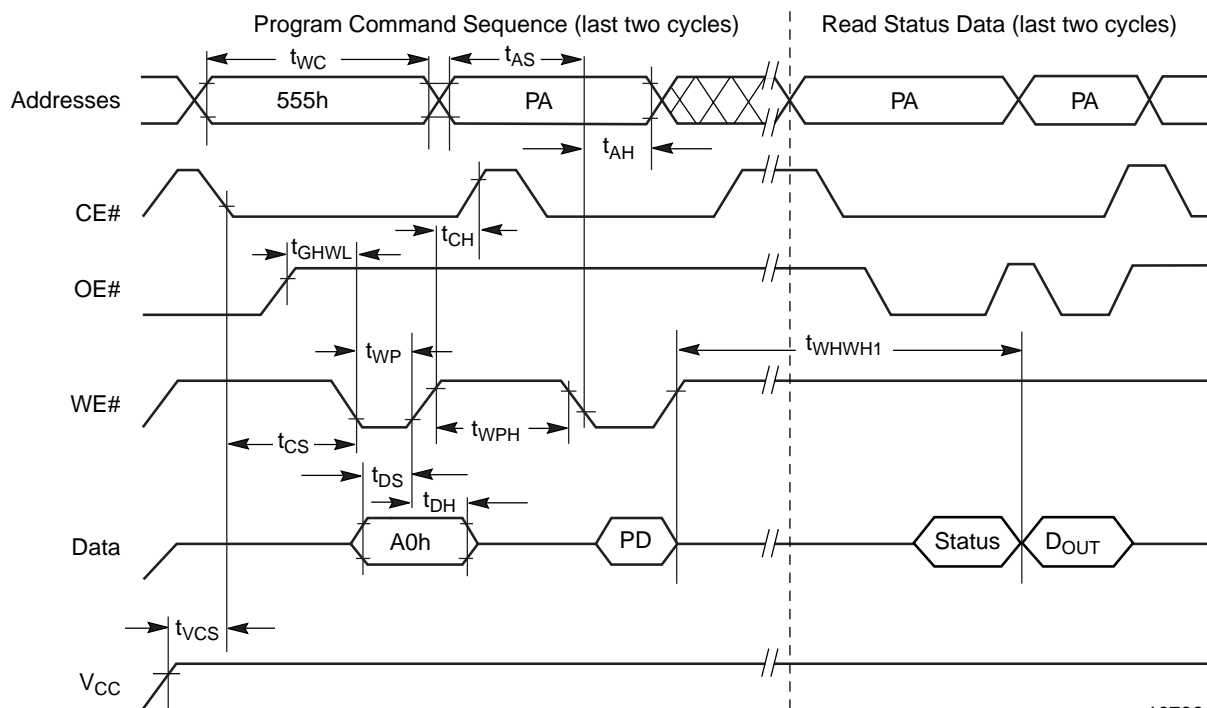 Program Command Sequence (last two cycles)
Read Status Data (last two cycles)
tWC
tAS
Addresses
555h
PA
PA
PA
tAH
CE#
tCH
tGHWL
OE#
tWP
tWHWH1
WE#
tWPH
tCS
tDS
tDH
Data
A0h
PD
Status
DOUT
tVCS
VCC